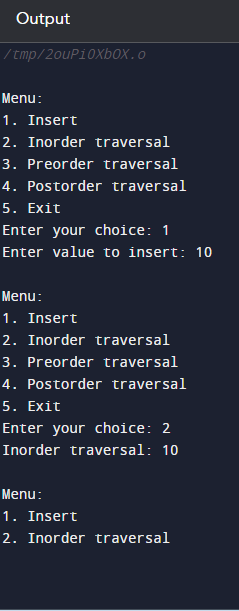 Output
/tmp/2ouPiOXbOX.o
Menu:
1. Insert
2. Inorder traversal
3. Preorder traversal
4. Postorder traversal
5. Exit
Enter your choice: 1
Enter value to insert: 10
Menu:
1. Insert
2. Inorder traversal
3. Preorder traversal
4. Postorder traversal
5. Exit
Enter your choice: 2
Inorder traversal: 10
Menu:
1. Insert
2. Inorder traversal